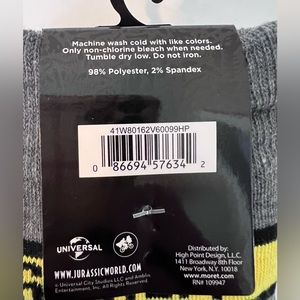 Machine wash cold with like colors.
Only non-chlorine bleach when needed.
Tumble dry low. Do not iron.
98% Polyester, 2% Spandex
41W80162V60099HP
0 86694 57634 2
UNIVERSAL
WWW.JURASSICWORLD.COM
© Universal City Studios LLC and Amblin
Entertainment, Inc. All Rights Reserved.
Distributed by:
High Point Design, L.L.C.
1411 Broadway 8th Floor
New York, N.Y. 10018
www.moret.com
RN# 109947